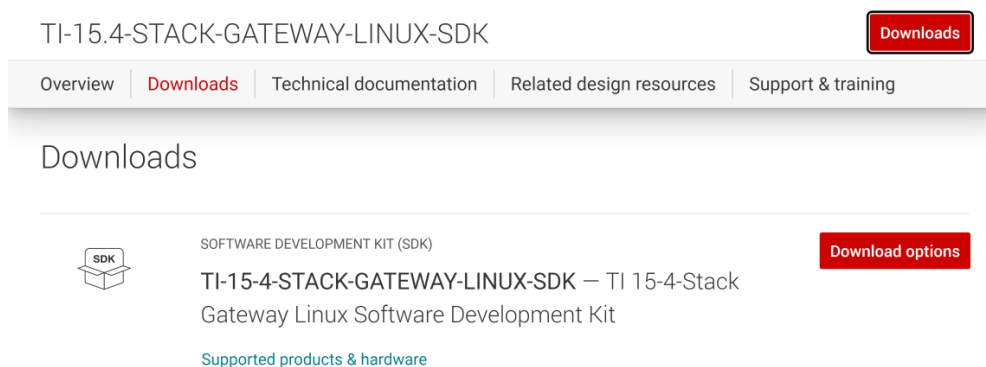 TI-15.4-STACK-GATEWAY-LINUX-SDK
Downloads
Overview Downloads Technical documentation Related design resources Support & training
Downloads
SDK
SOFTWARE DEVELOPMENT KIT (SDK)
Download options
TI-15-4-STACK-GATEWAY-LINUX-SDK — TI 15-4-Stack
Gateway Linux Software Development Kit
Supported products & hardware